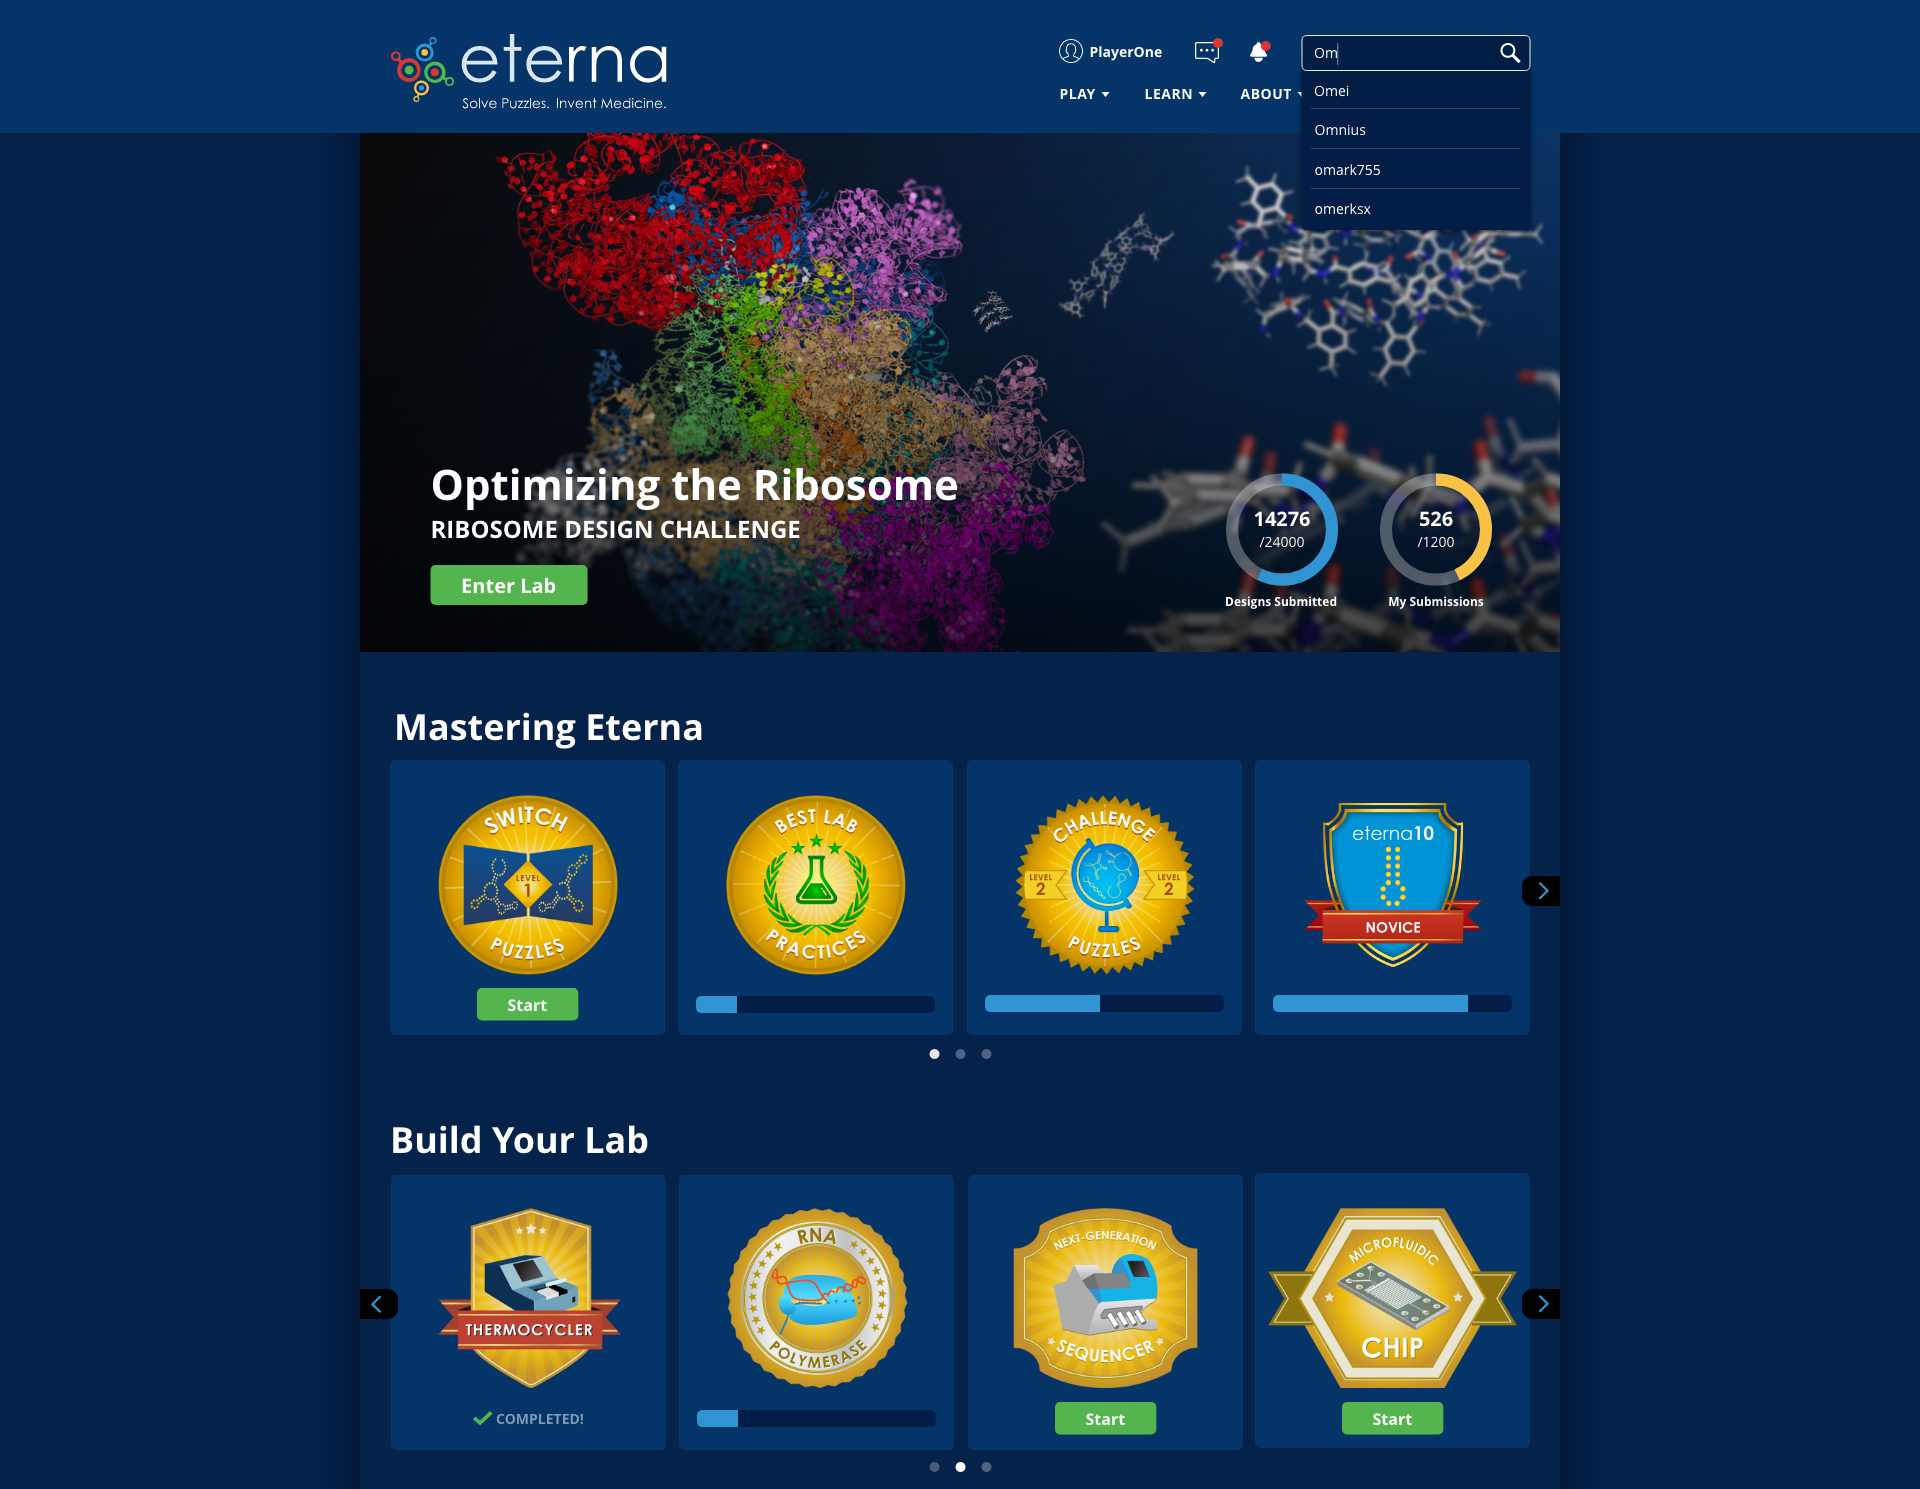 eterna
Solve Puzzles. Invent Medicine.
PlayerOne
Om
PLAY
LEARN
ABOUT
Omei
Omnius
omark755
omerksx
Optimizing the Ribosome
RIBOSOME DESIGN CHALLENGE
Enter Lab
14276
/24000
Designs Submitted
526
/1200
My Submissions
Mastering Eterna
SWITCH
LEVEL
1
PUZZLES
Start
BEST LAB
PRACTICES
CHALLENGE
LEVEL
2
LEVEL
2
PUZZLES
eterna10
NOVICE
Build Your Lab
THERMOCYCLER
COMPLETED!
RNA
POLYMERASE
NEXT-GENERATION
SEQUENCER
Start
MICROFLUIDIC
CHIP
Start